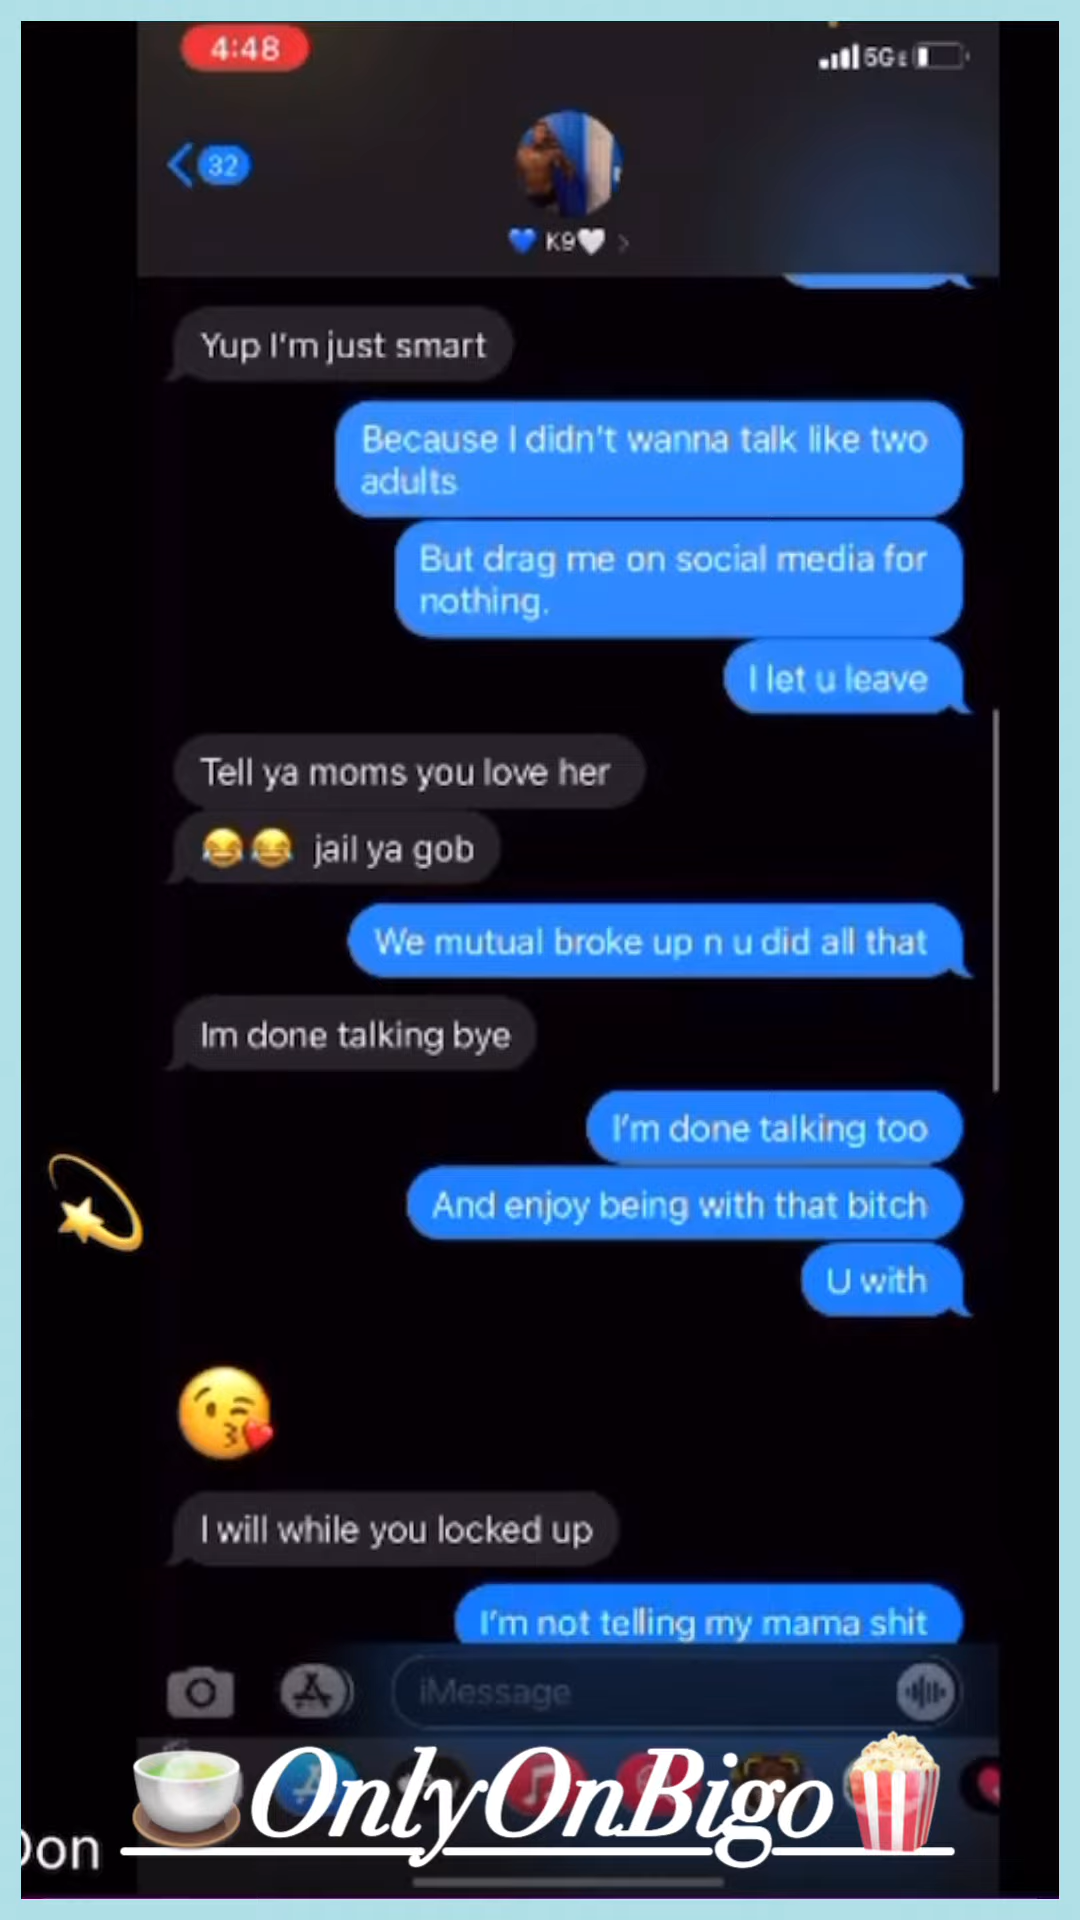 4:48
5G E
32
💙 K9🤍
Yup I'm just smart
Because I didn't wanna talk like two
adults
But drag me on social media for
nothing.
I let u leave
Tell ya moms you love her
😂😂 jail ya gob
We mutual broke up n u did all that
Im done talking bye
I'm done talking too
And enjoy being with that bitch
U with
😘
I will while you locked up
I'm not telling my mama shit
iMessage
🍵OnlyOnBigo🍿
on